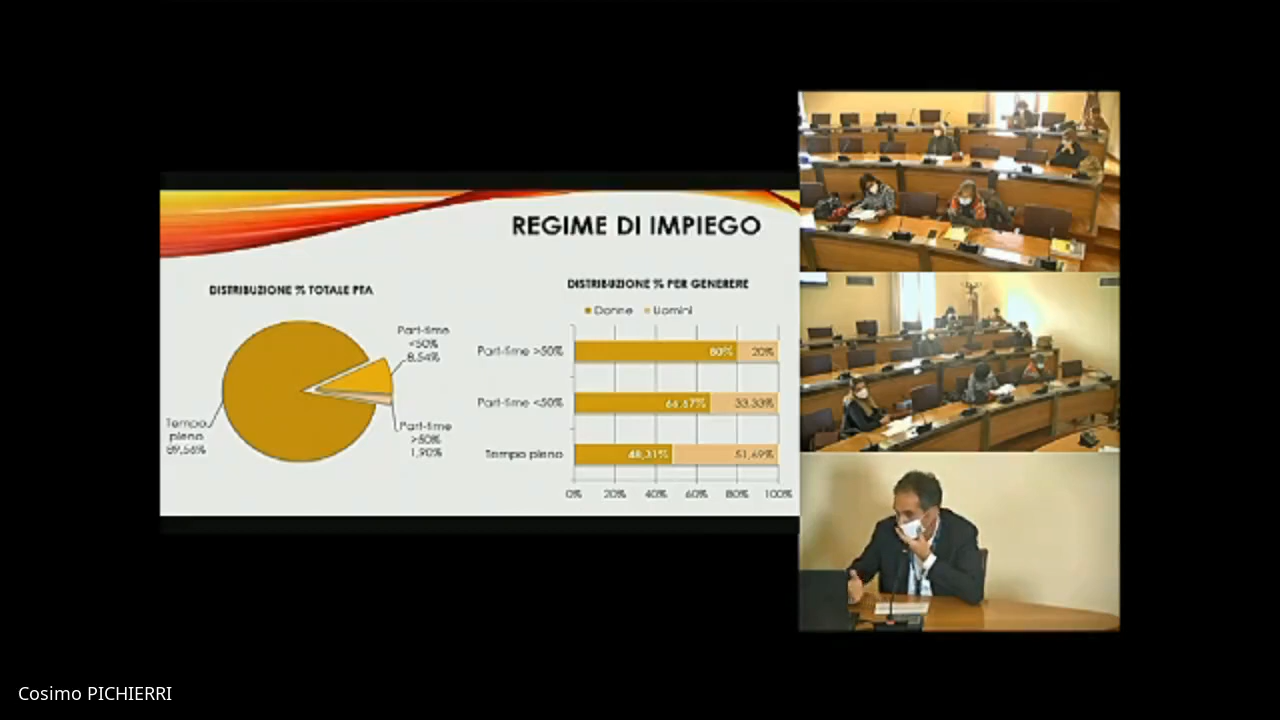 REGIME DI IMPIEGO
DISTRIBUZIONE % TOTALE PTA
Part-time
<50%
8,54%
Tempo
pieno
89,56%
Part-time
>50%
1,90%
DISTRIBUZIONE % PER GENERERE
Donne Uomini
Part-time >50% 80% 20%
Part-time <50% 66,67% 33,33%
Tempo pieno 48,31% 51,69%
0% 20% 40% 60% 80% 100%
Cosimo PICHIERRI